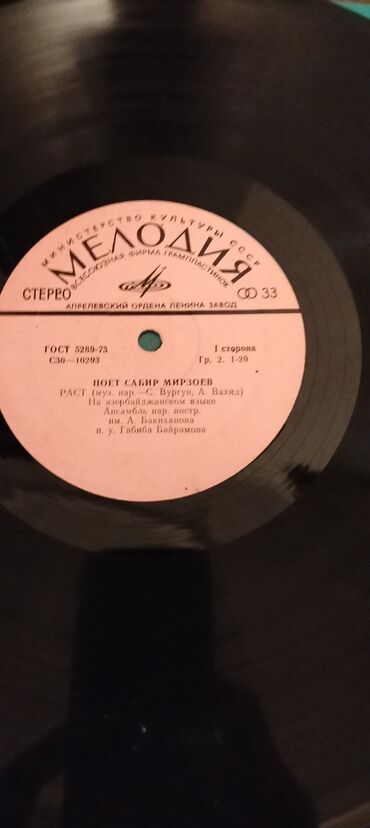 МИНИСТЕРСТВО КУЛЬТУРЫ СССР
МЕЛОДИЯ
ВСЕСОЮЗНАЯ ФИРМА ГРАМПЛАСТИНОК
СТЕРЕО 33
АПРЕЛЕВСКИЙ ОРДЕНА ЛЕНИНА ЗАВОД
ГОСТ 5289-73 1 сторона
С30—10293 Гр. 2. 1-20
ПОЕТ САБИР МИРЗОЕВ
РАСТ (муз. нар.—С. Вургун, А. Вахид)
На азербайджанском языке
Ансамбль нар. инстр.
им. А. Бакиханова
п. у. Габиба Байрамова